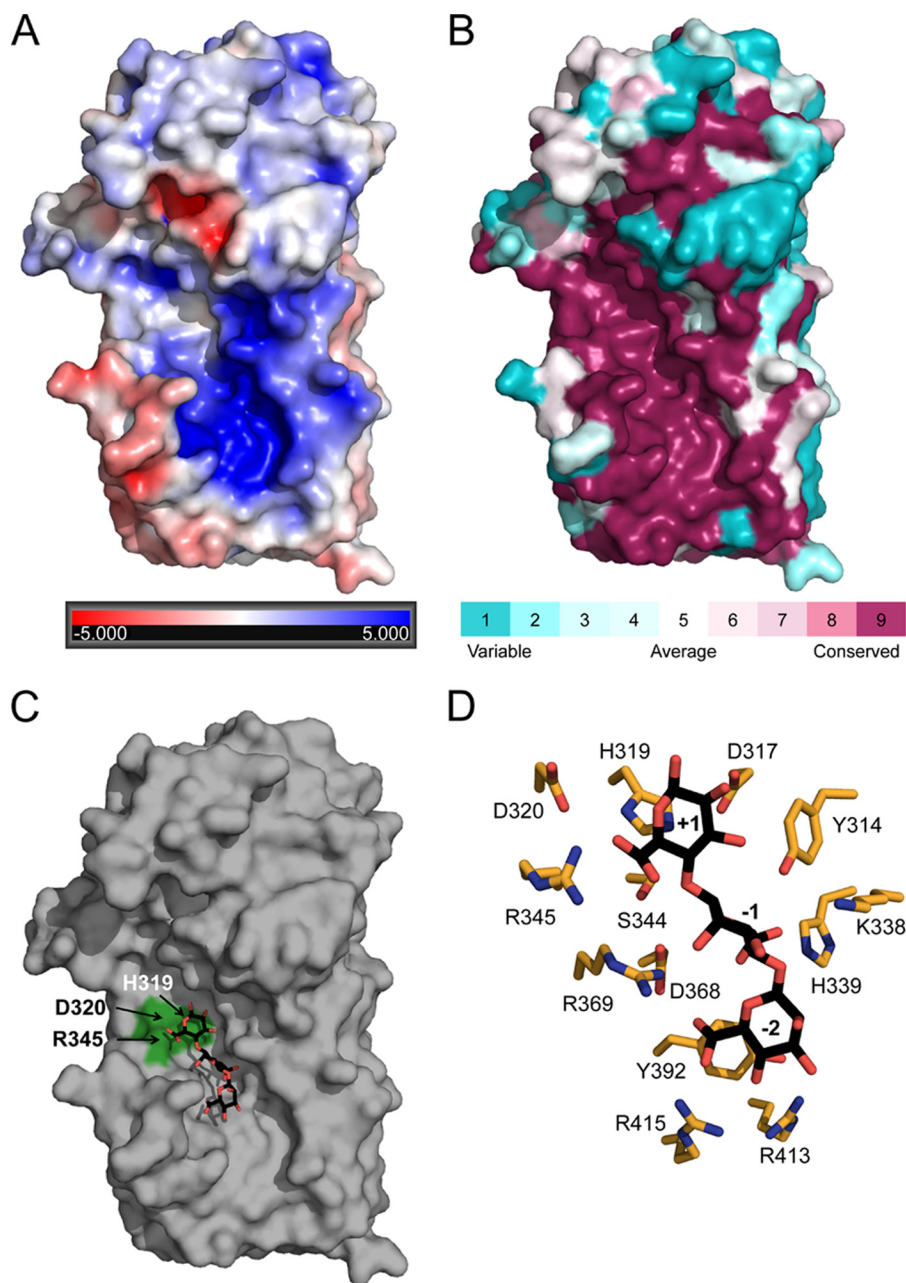 A
B
-5.000 5.000
1 2 3 4 5 6 7 8 9
Variable Average Conserved
C
D
H319
D320
R345
H319 D317
D320
+1
Y314
R345
S344
-1
K338
R369 D368
H339
-2
Y392
R415
R413